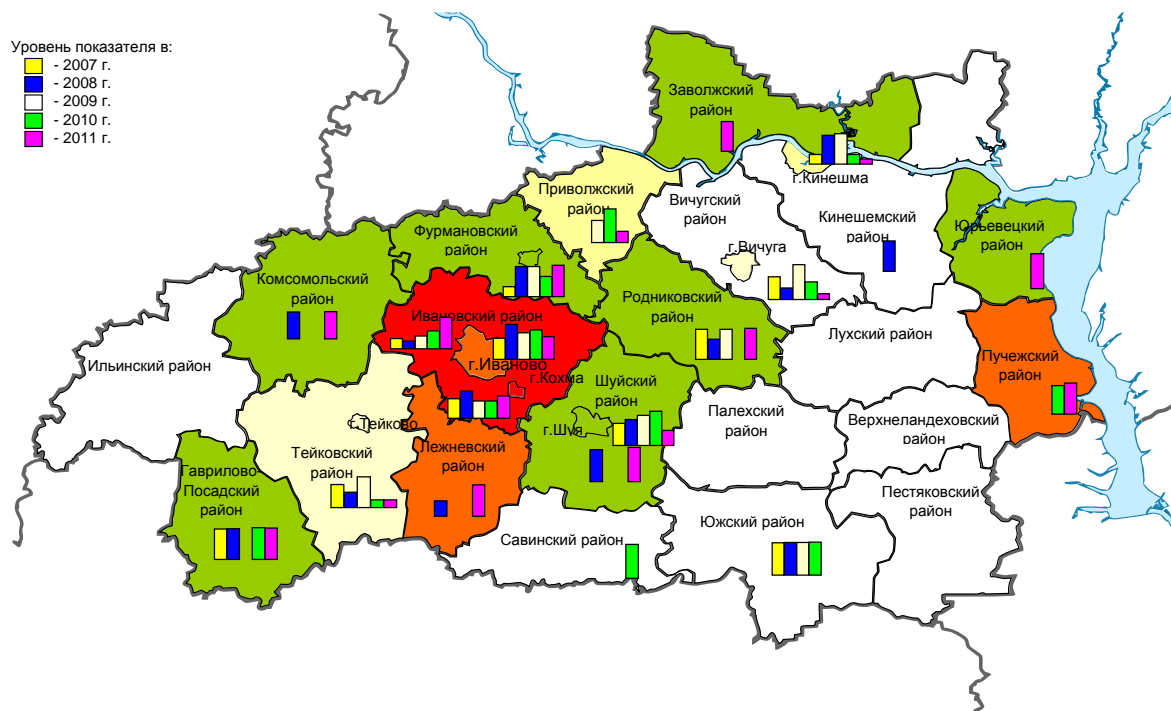 Уровень показателя в:
- 2007 г.
- 2008 г.
- 2009 г.
- 2010 г.
- 2011 г.
Заволжский
район
г.Кинешма
Приволжский
район
Вичугский
район
Кинешемский
район
Юрьевецкий
район
Фурмановский
район
г.Вичуга
Комсомольский
район
Родниковский
район
Ивановский район
Лухский район
Пучежский
район
Ильинский район
г.Иваново
г.Кохма
Шуйский
район
Палехский
район
Верхнеландеховский
район
г.Тейково
г.Шуя
Тейковский
район
Лежневский
район
Гаврилово-
Посадский
район
Пестяковский
район
Южский район
Савинский район